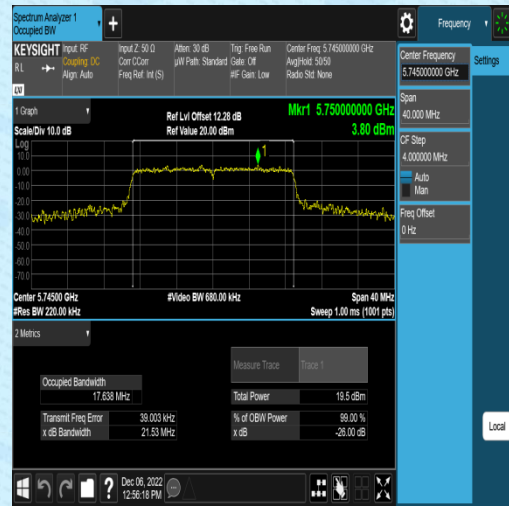 Spectrum Analyzer 1
Occupied BW
+
Frequency
KEYSIGHT
R L
LXI
Input: RF
Coupling: DC
Align: Auto
Input Z: 50 Ω
Corr CCorr
Freq Ref: Int (S)
Atten: 30 dB
µW Path: Standard
Trig: Free Run
Gate: Off
#IF Gain: Low
Center Freq: 5.745000000 GHz
Avg|Hold: 50/50
Radio Std: None
Center Frequency
5.745000000 GHz
Settings
Span
40.000 MHz
CF Step
4.000000 MHz
Auto
Man
Freq Offset
0 Hz
1 Graph
Scale/Div 10.0 dB
Ref Lvl Offset 12.28 dB
Ref Value 20.00 dBm
Mkr1 5.750000000 GHz
3.80 dBm
Log
10.0
0.00
-10.0
-20.0
-30.0
-40.0
-50.0
-60.0
-70.0
1
Center 5.74500 GHz
#Res BW 220.00 kHz
#Video BW 680.00 kHz
Span 40 MHz
Sweep 1.00 ms (1001 pts)
2 Metrics
Measure Trace
Trace 1
Occupied Bandwidth
17.638 MHz
Total Power
19.5 dBm
Transmit Freq Error
39.003 kHz
% of OBW Power
99.00 %
x dB Bandwidth
21.53 MHz
x dB
-26.00 dB
Local
?
Dec 06, 2022
12:56:18 PM